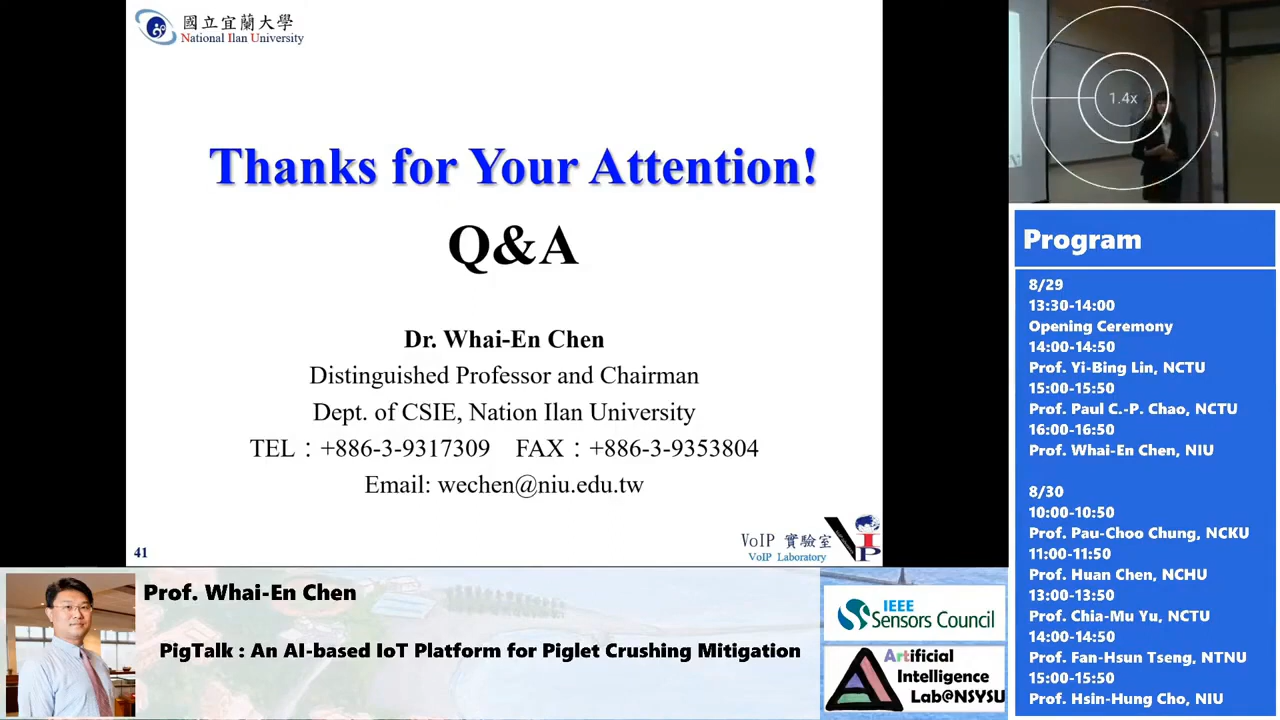 國立宜蘭大學
National Ilan University
Thanks for Your Attention!
Q&A
Dr. Whai-En Chen
Distinguished Professor and Chairman
Dept. of CSIE, Nation Ilan University
TEL：+886-3-9317309 FAX：+886-3-9353804
Email: wechen@niu.edu.tw
41
VoIP 實驗室
VoIP Laboratory
VIP
1.4x
Program
8/29
13:30-14:00
Opening Ceremony
14:00-14:50
Prof. Yi-Bing Lin, NCTU
15:00-15:50
Prof. Paul C.-P. Chao, NCTU
16:00-16:50
Prof. Whai-En Chen, NIU
8/30
10:00-10:50
Prof. Pau-Choo Chung, NCKU
11:00-11:50
Prof. Huan Chen, NCHU
13:00-13:50
Prof. Chia-Mu Yu, NCTU
14:00-14:50
Prof. Fan-Hsun Tseng, NTNU
15:00-15:50
Prof. Hsin-Hung Cho, NIU
Prof. Whai-En Chen
PigTalk : An AI-based IoT Platform for Piglet Crushing Mitigation
IEEE
Sensors Council
Artificial
Intelligence
Lab@NSYSU